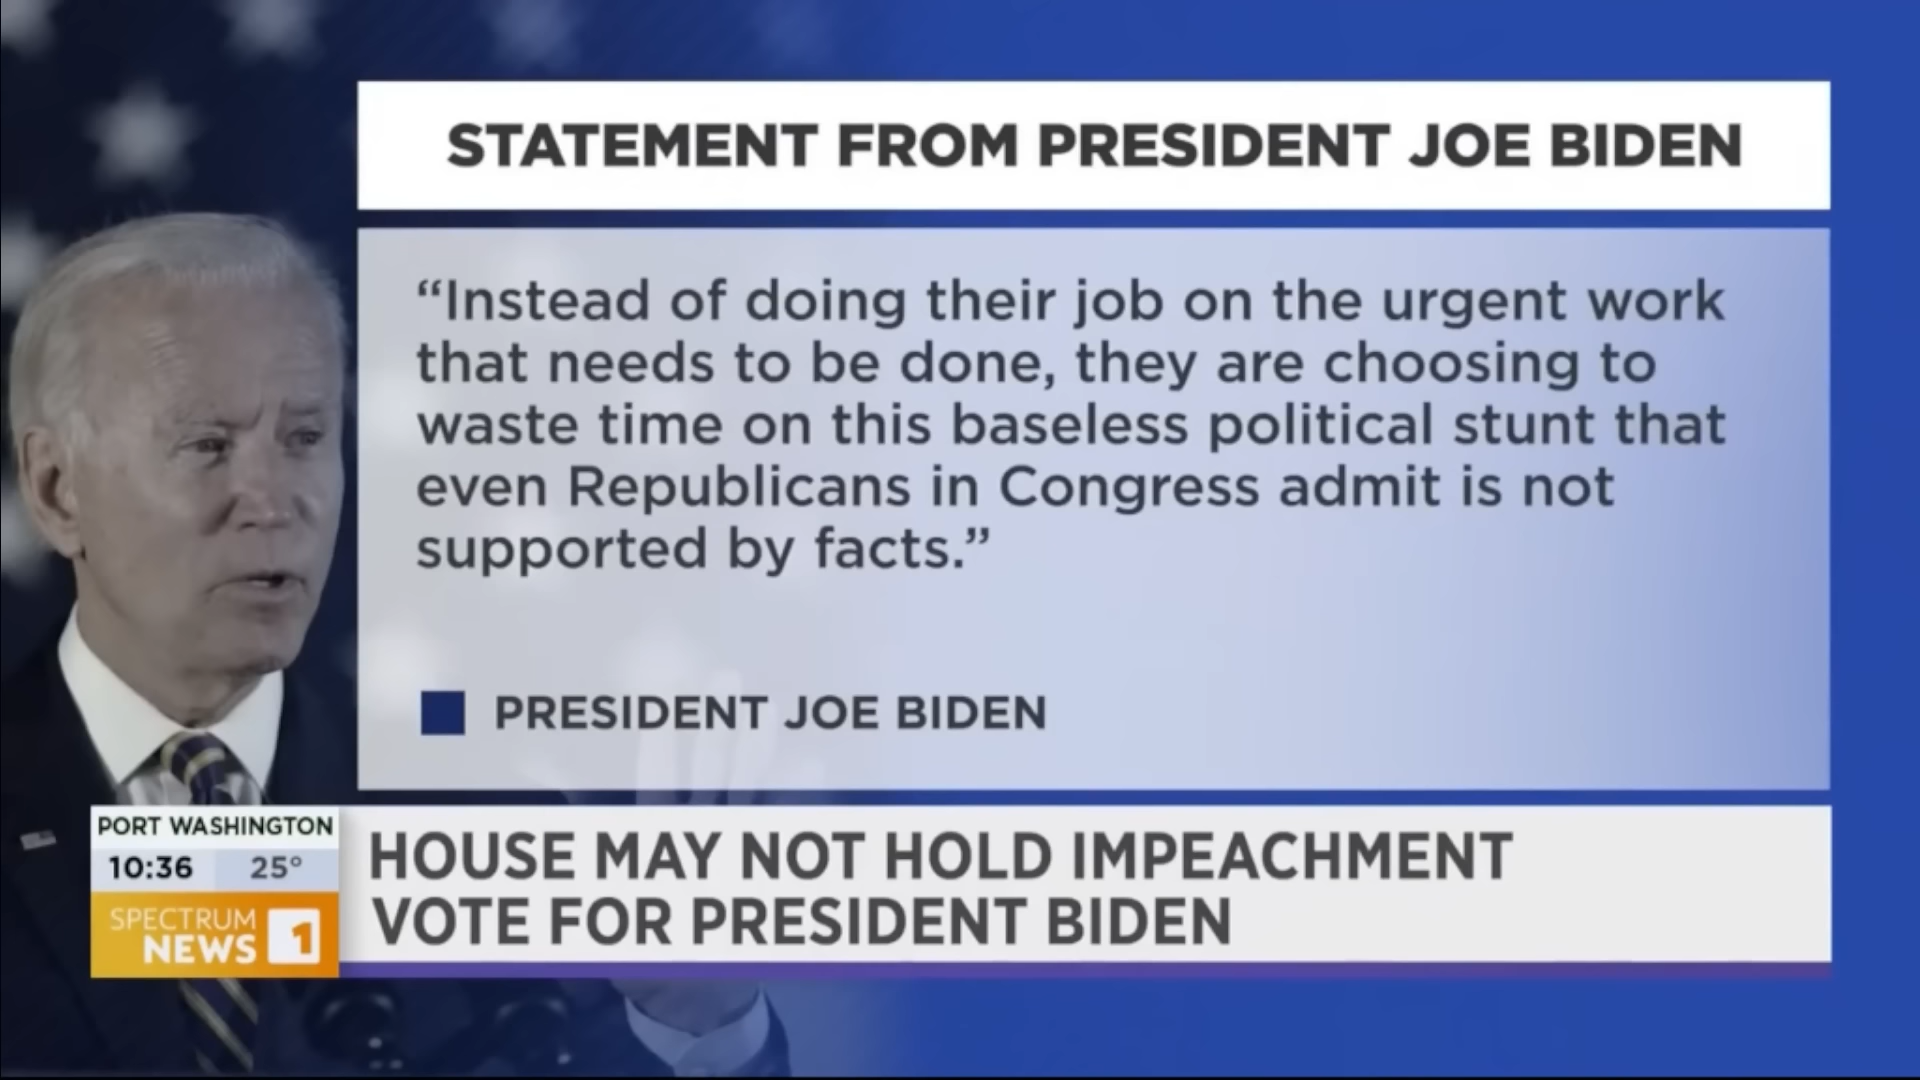 STATEMENT FROM PRESIDENT JOE BIDEN
“Instead of doing their job on the urgent work
that needs to be done, they are choosing to
waste time on this baseless political stunt that
even Republicans in Congress admit is not
supported by facts.”
PRESIDENT JOE BIDEN
PORT WASHINGTON
10:36 25°
SPECTRUM
NEWS 1
HOUSE MAY NOT HOLD IMPEACHMENT
VOTE FOR PRESIDENT BIDEN